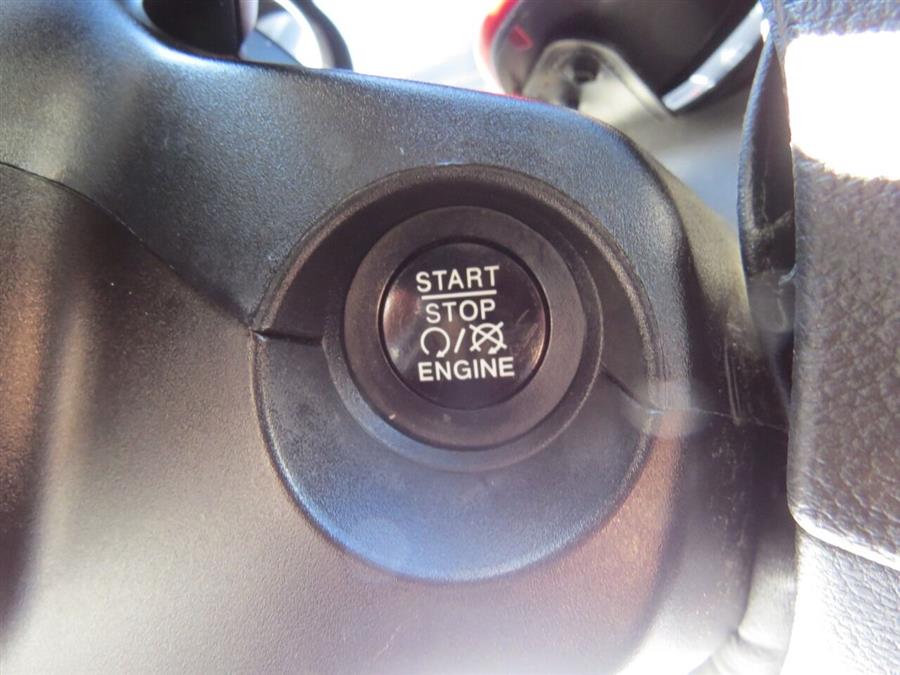 START
STOP
/
ENGINE